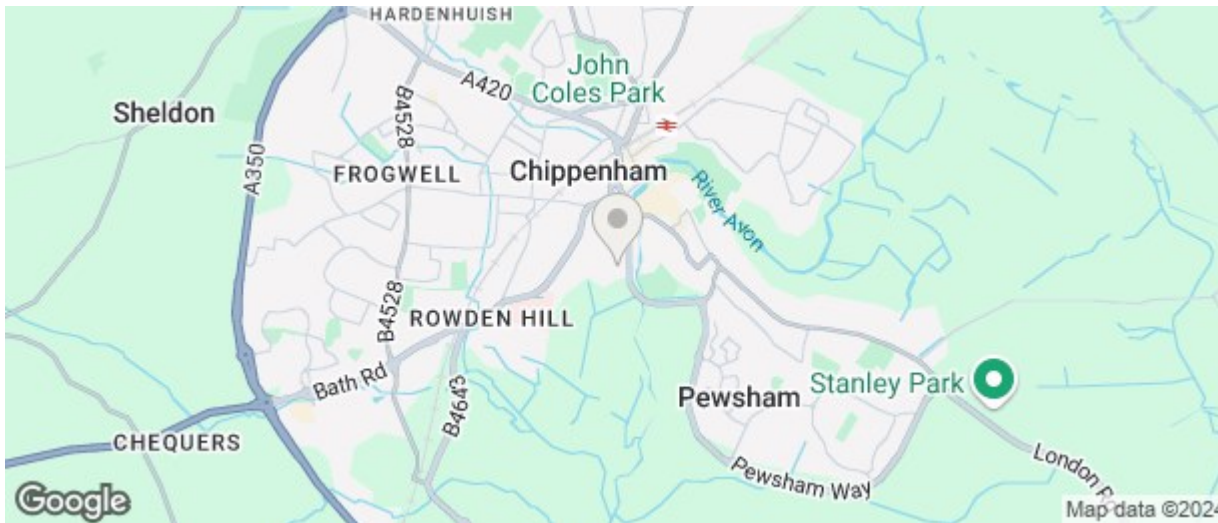 HARDENHUISH
John
Coles Park
A420
B4528
Sheldon
A350
FROGWELL
Chippenham
River Avon
B4528
ROWDEN HILL
Bath Rd
B4643
Pewsham
Stanley Park
CHEQUERS
Pewsham Way
London
Google
Map data ©2024